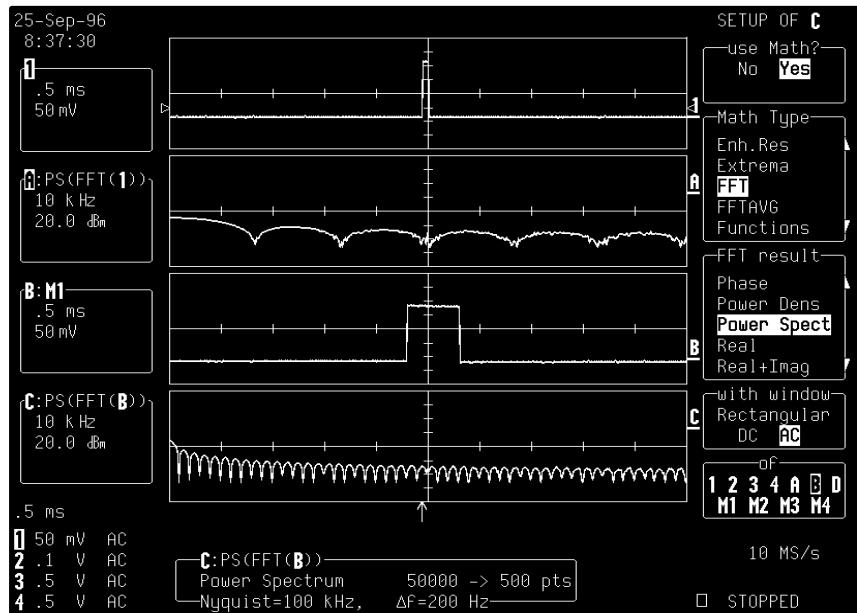 25-Sep-96
8:37:30
1
.5 ms
50 mV
A:PS(FFT(1))
10 kHz
20.0 dBm
B:M1
.5 ms
50 mV
C:PS(FFT(B))
10 kHz
20.0 dBm
.5 ms
1 50 mV AC
2 .1 V AC
3 .5 V AC
4 .5 V AC
1
A
B
C
C:PS(FFT(B))
Power Spectrum 50000 -> 500 pts
Nyquist=100 kHz, Δf=200 Hz
SETUP OF C
use Math?
No Yes
Math Type
Enh.Res
Extrema
FFT
FFTAVG
Functions
FFT result
Phase
Power Dens
Power Spect
Real
Real+Imag
with window
Rectangular
DC AC
of
1 2 3 4 A B D
M1 M2 M3 M4
10 MS/s
STOPPED